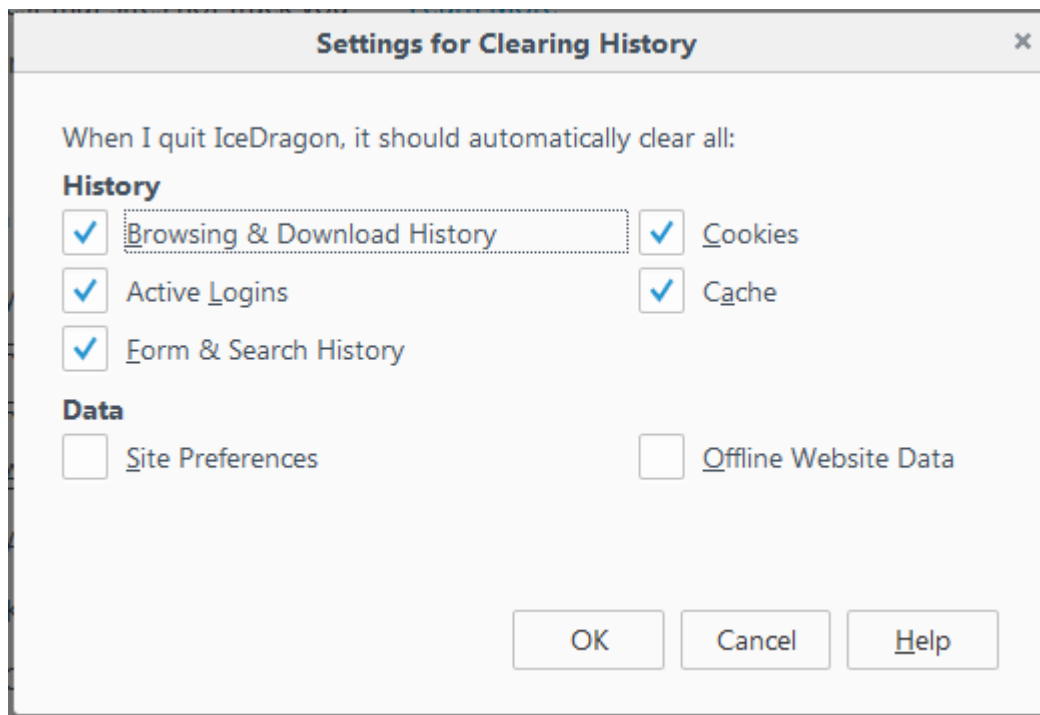 Settings for Clearing History
When I quit IceDragon, it should automatically clear all:
History
Browsing & Download History
Cookies
Active Logins
Cache
Form & Search History
Data
Site Preferences
Offline Website Data
OK
Cancel
Help